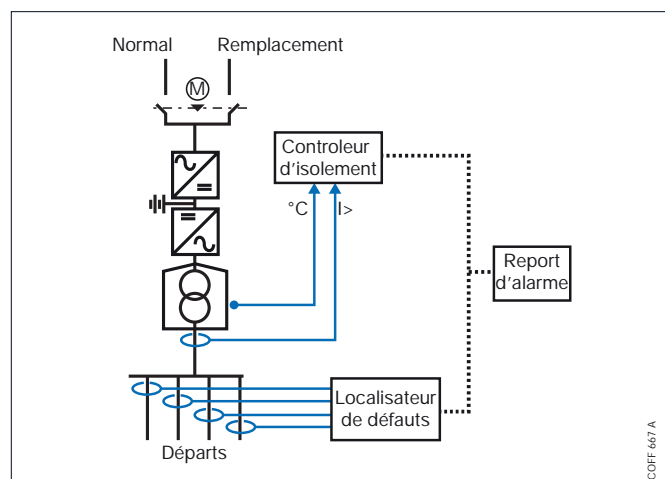 Normal Remplacement
M
Controleur
d'isolement
°C I>
Report
d'alarme
Localisateur
de défauts
Départs
COFF 667 A